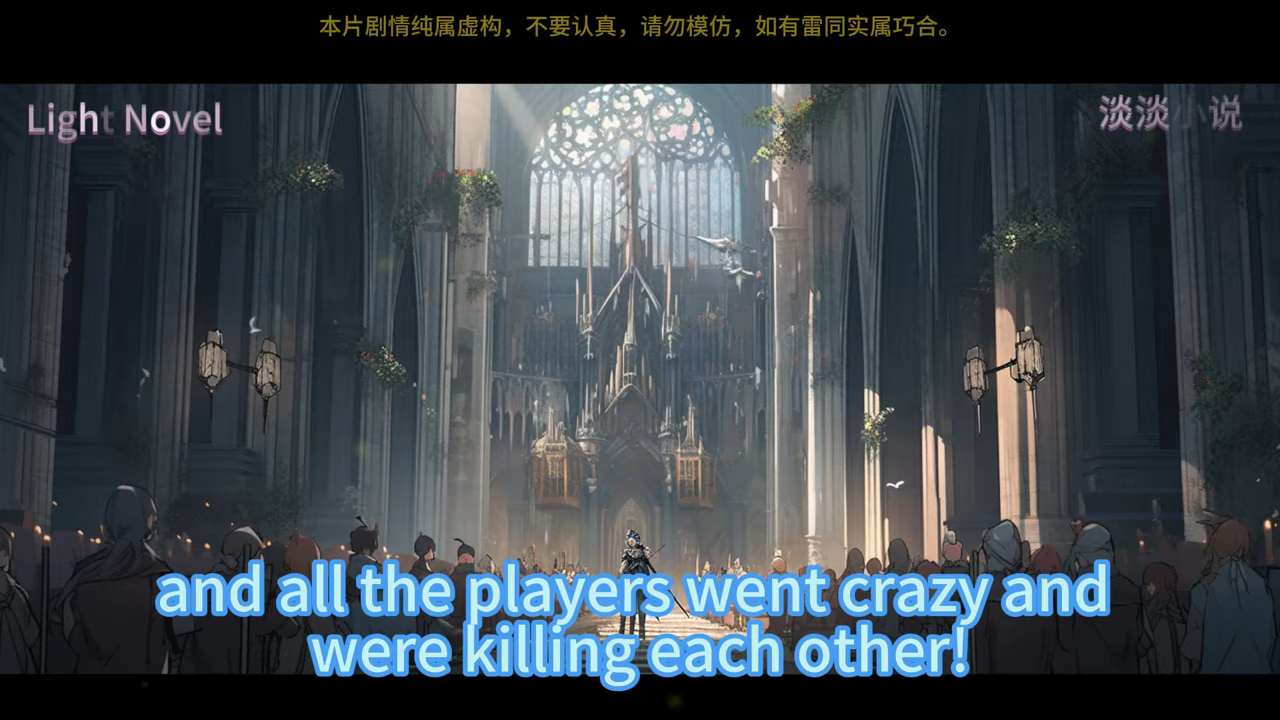 本片剧情纯属虚构，不要认真，请勿模仿，如有雷同实属巧合。
Light Novel
淡淡小说
and all the players went crazy and
were killing each other!